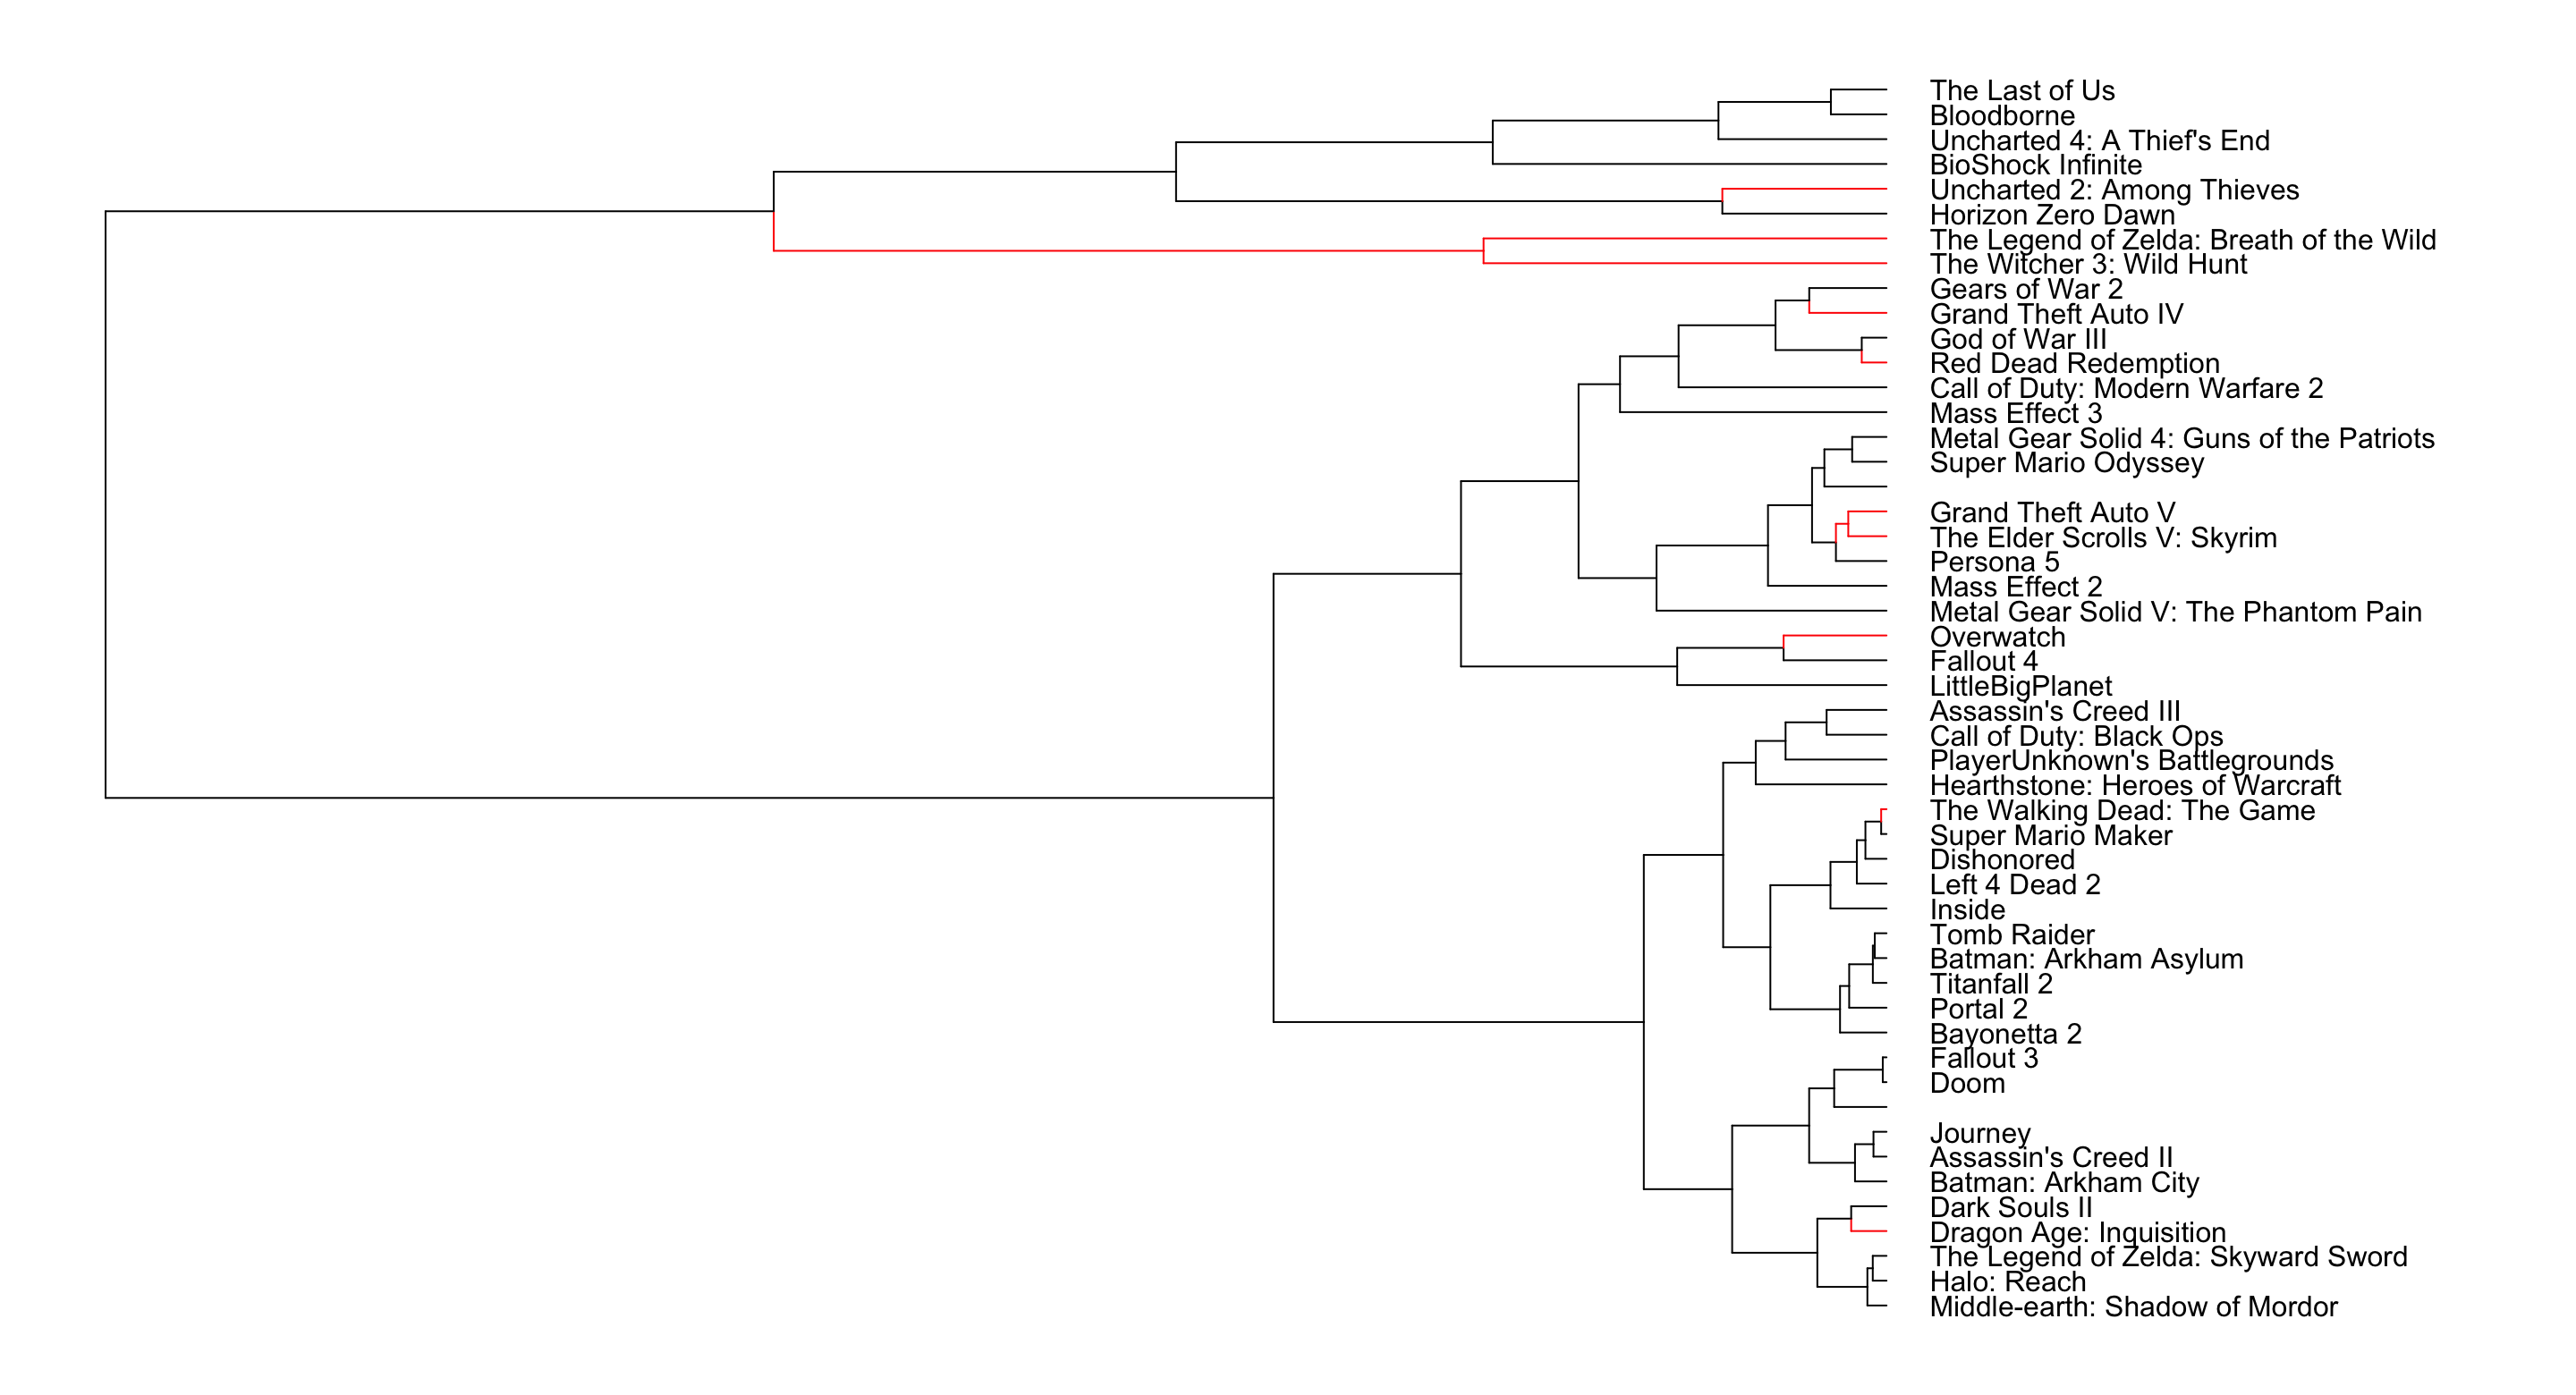 The Last of Us
Bloodborne
Uncharted 4: A Thief's End
BioShock Infinite
Uncharted 2: Among Thieves
Horizon Zero Dawn
The Legend of Zelda: Breath of the Wild
The Witcher 3: Wild Hunt
Gears of War 2
Grand Theft Auto IV
God of War III
Red Dead Redemption
Call of Duty: Modern Warfare 2
Mass Effect 3
Metal Gear Solid 4: Guns of the Patriots
Super Mario Odyssey
Grand Theft Auto V
The Elder Scrolls V: Skyrim
Persona 5
Mass Effect 2
Metal Gear Solid V: The Phantom Pain
Overwatch
Fallout 4
LittleBigPlanet
Assassin's Creed III
Call of Duty: Black Ops
PlayerUnknown's Battlegrounds
Hearthstone: Heroes of Warcraft
The Walking Dead: The Game
Super Mario Maker
Dishonored
Left 4 Dead 2
Inside
Tomb Raider
Batman: Arkham Asylum
Titanfall 2
Portal 2
Bayonetta 2
Fallout 3
Doom
Journey
Assassin's Creed II
Batman: Arkham City
Dark Souls II
Dragon Age: Inquisition
The Legend of Zelda: Skyward Sword
Halo: Reach
Middle-earth: Shadow of Mordor